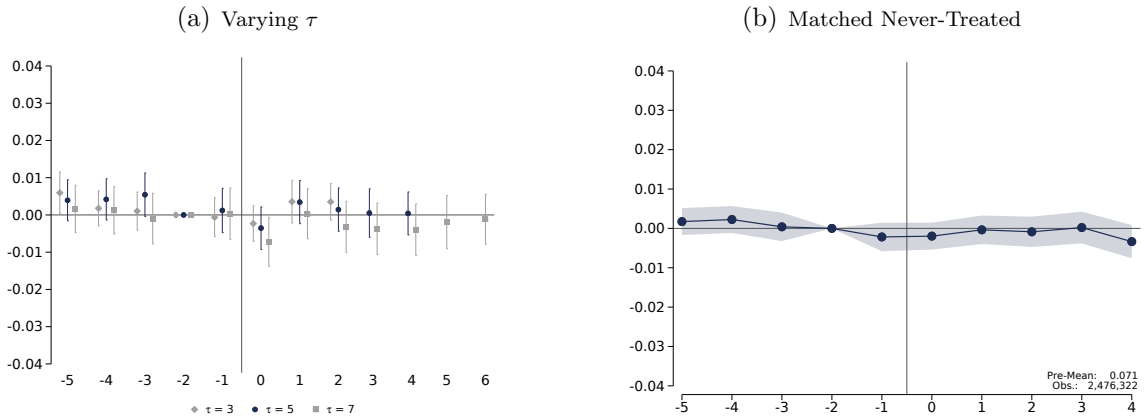 (a) Varying τ
0.04
0.03
0.02
0.01
0.00
-0.01
-0.02
-0.03
-0.04
-5 -4 -3 -2 -1 0 1 2 3 4 5 6
τ = 3 τ = 5 τ = 7
(b) Matched Never-Treated
0.04
0.03
0.02
0.01
0.00
-0.01
-0.02
-0.03
-0.04
Pre-Mean: 0.071
Obs.: 2,476,322
-5 -4 -3 -2 -1 0 1 2 3 4